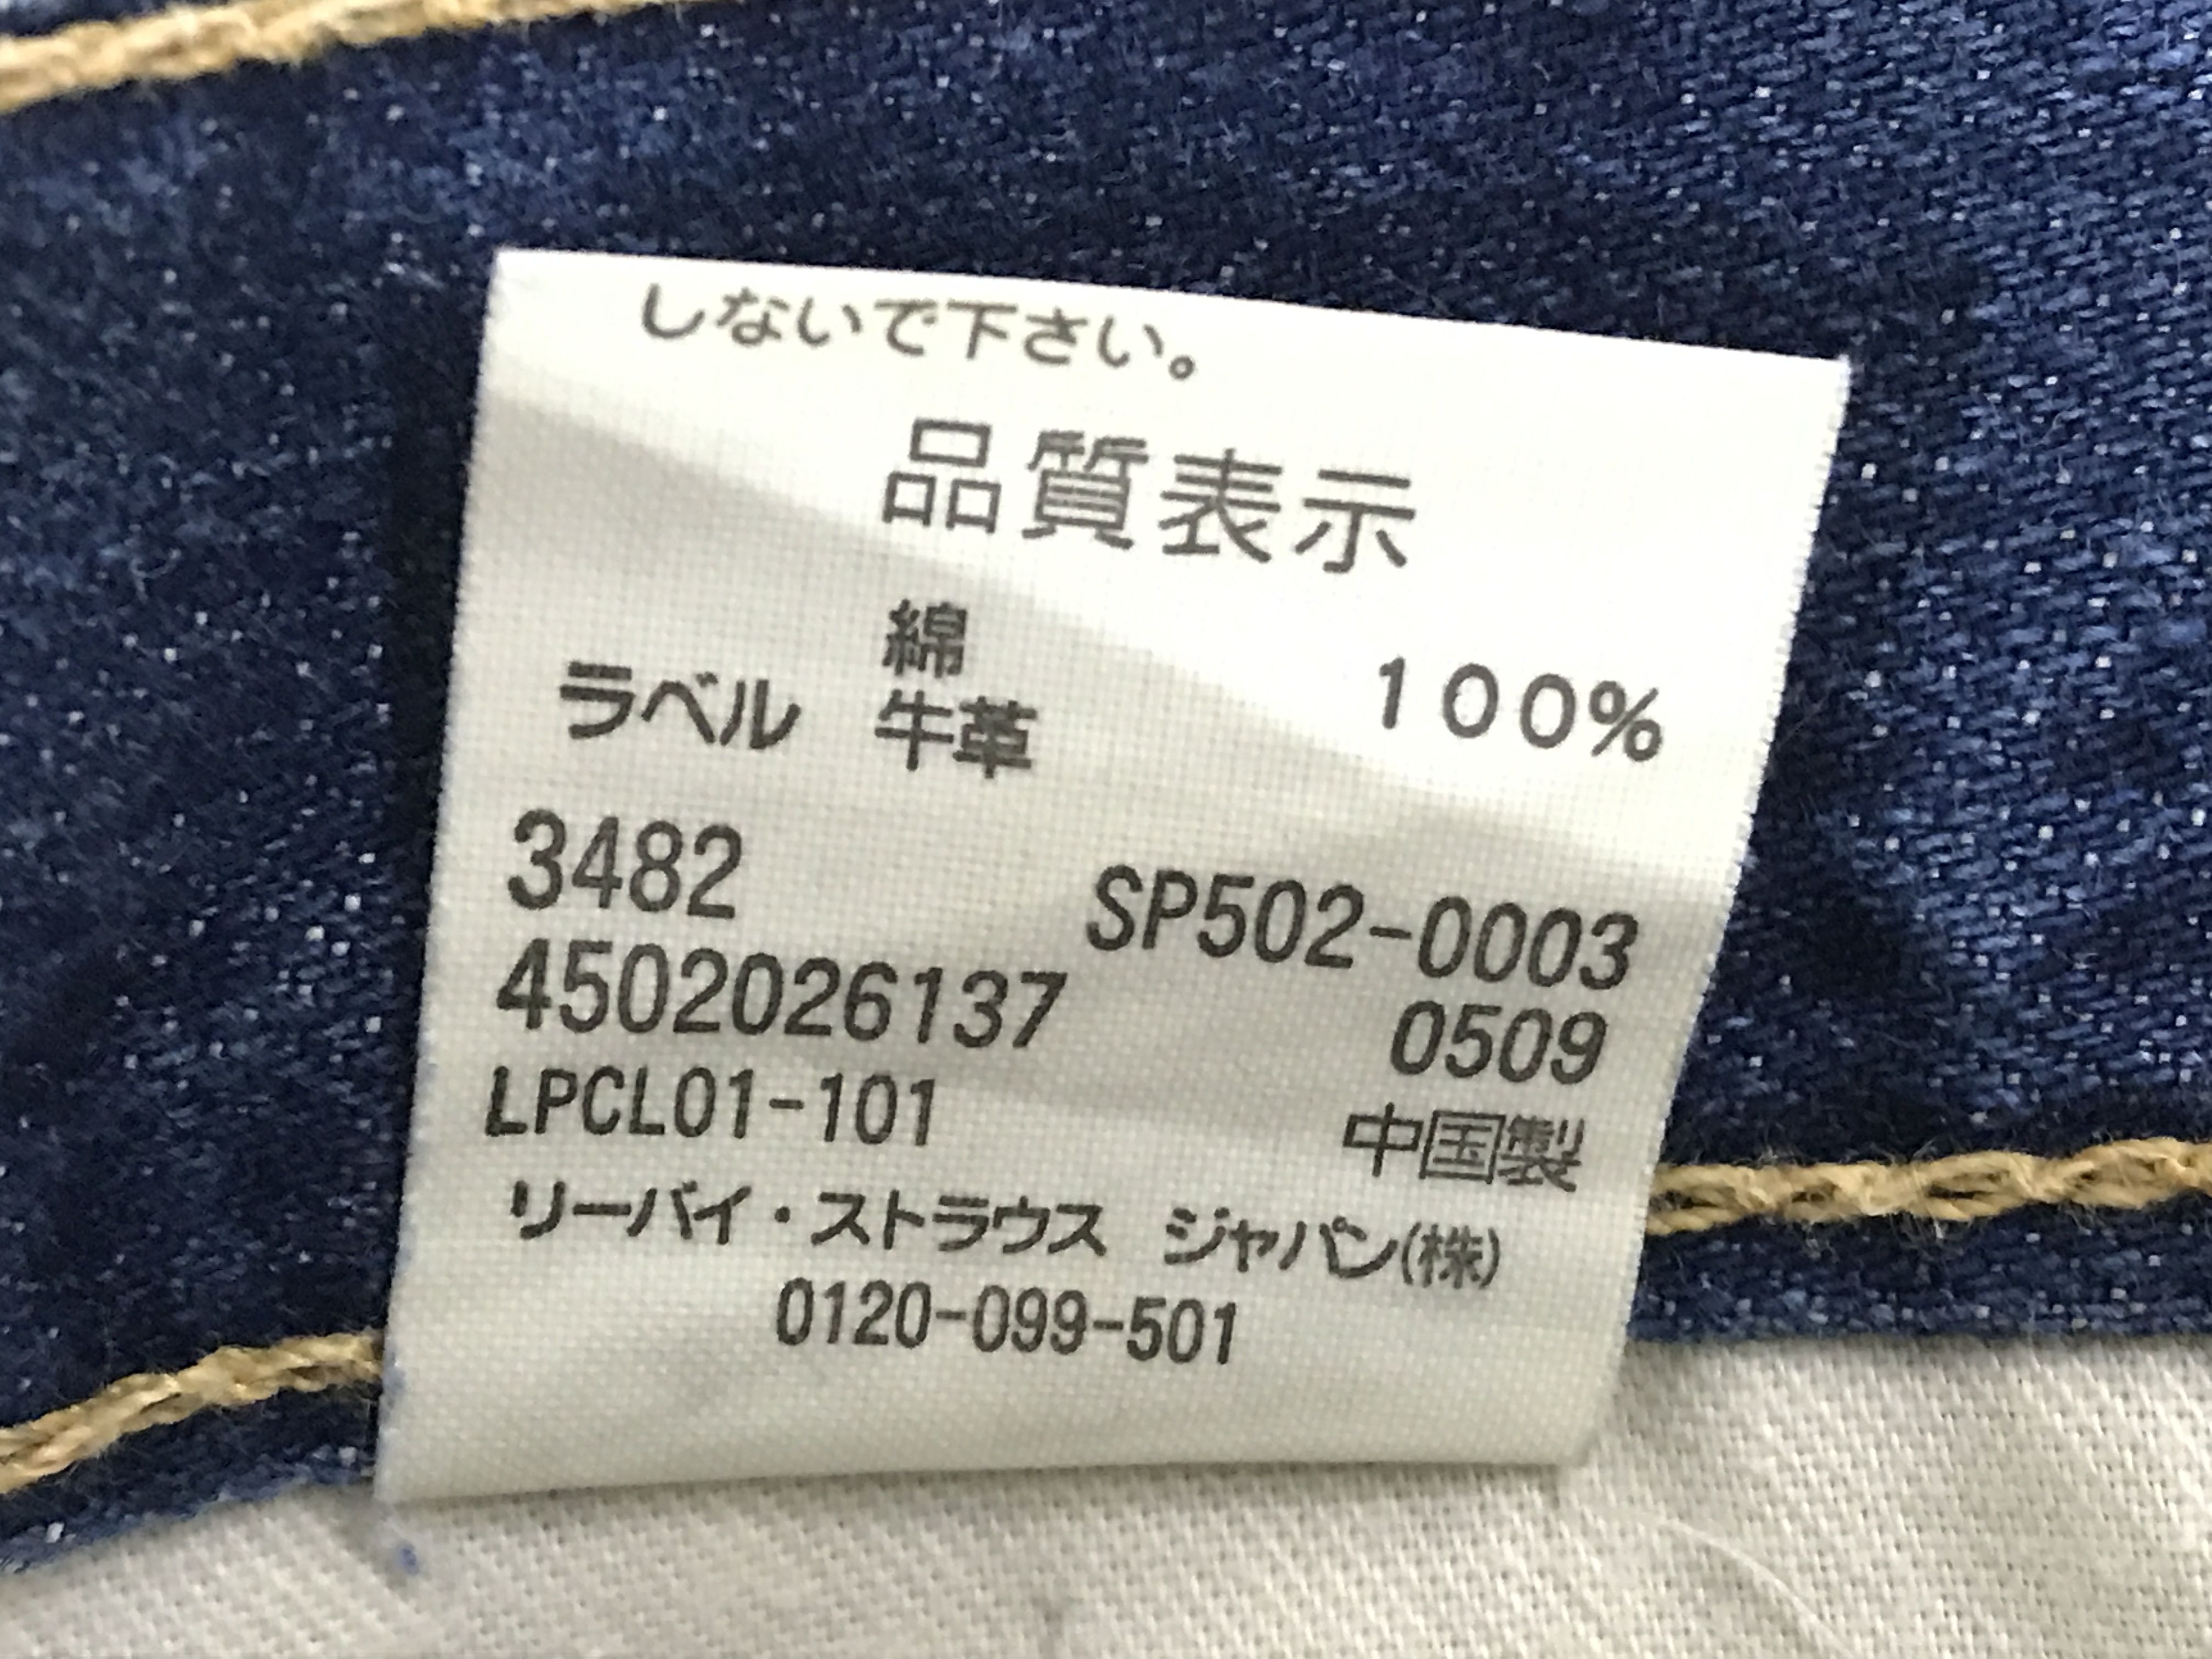 しないで下さい。
品質表示
綿 100%
ラベル 牛革
3482 SP502-0003
4502026137 0509
LPCL01-101 中国製
リーバイ・ストラウス ジャパン(株)
0120-099-501